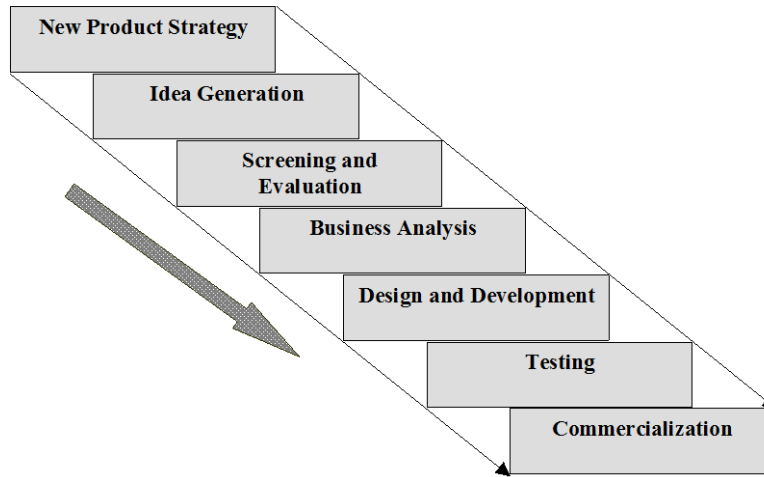 New Product Strategy
Idea Generation
Screening and
Evaluation
Business Analysis
Design and Development
Testing
Commercialization